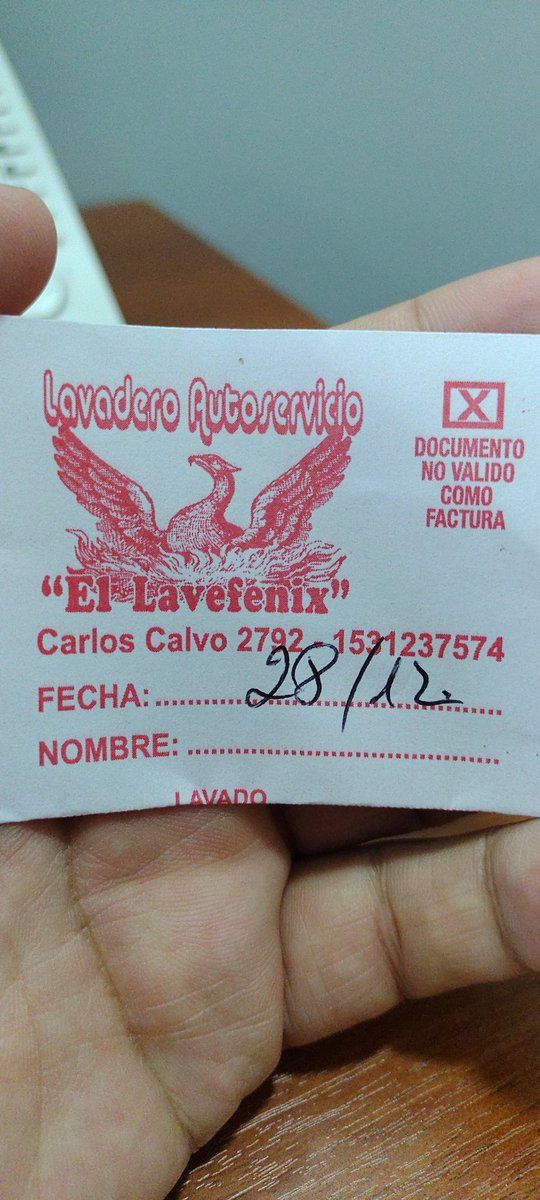 Lavadero Autoservicio
X
DOCUMENTO
NO VALIDO
COMO
FACTURA
“El Lavefenix”
Carlos Calvo 2792 1531237574
FECHA: 28/12.
NOMBRE:
LAVADO